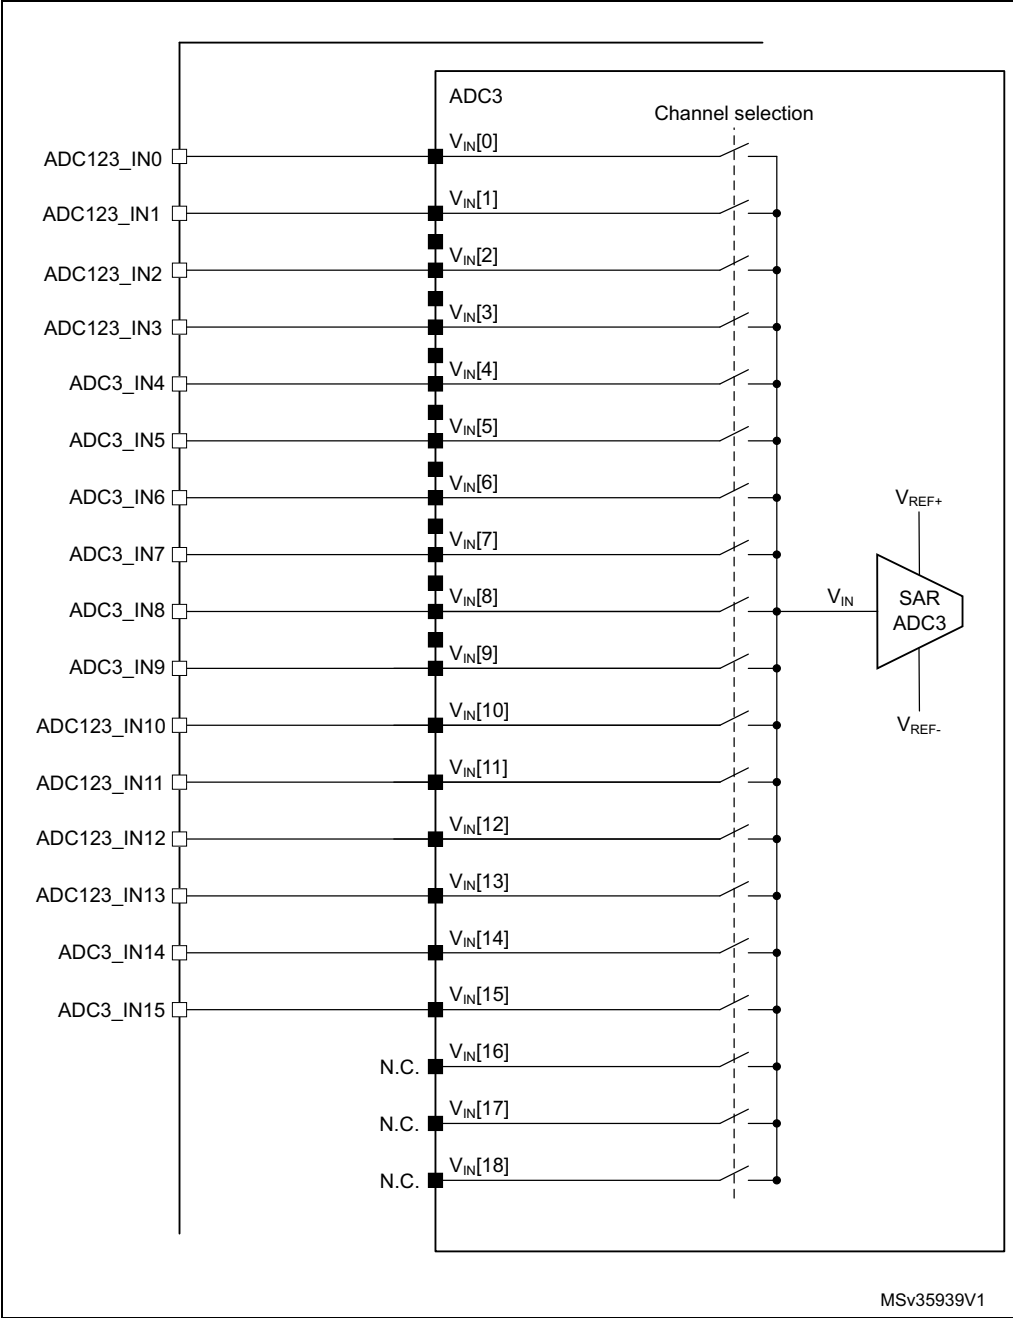 ADC3
Channel selection
ADC123_IN0
VIN[0]
ADC123_IN1
VIN[1]
ADC123_IN2
VIN[2]
ADC123_IN3
VIN[3]
ADC3_IN4
VIN[4]
ADC3_IN5
VIN[5]
ADC3_IN6
VIN[6]
VREF+
ADC3_IN7
VIN[7]
ADC3_IN8
VIN[8]
VIN
SAR
ADC3
ADC3_IN9
VIN[9]
ADC123_IN10
VIN[10]
VREF-
ADC123_IN11
VIN[11]
ADC123_IN12
VIN[12]
ADC123_IN13
VIN[13]
ADC3_IN14
VIN[14]
ADC3_IN15
VIN[15]
N.C.
VIN[16]
N.C.
VIN[17]
N.C.
VIN[18]
MSv35939V1